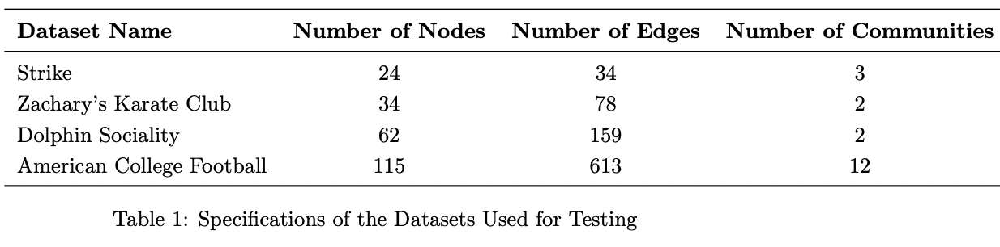 Dataset Name Number of Nodes Number of Edges Number of Communities
Strike 24 34 3
Zachary’s Karate Club 34 78 2
Dolphin Sociality 62 159 2
American College Football 115 613 12
Table 1: Specifications of the Datasets Used for Testing